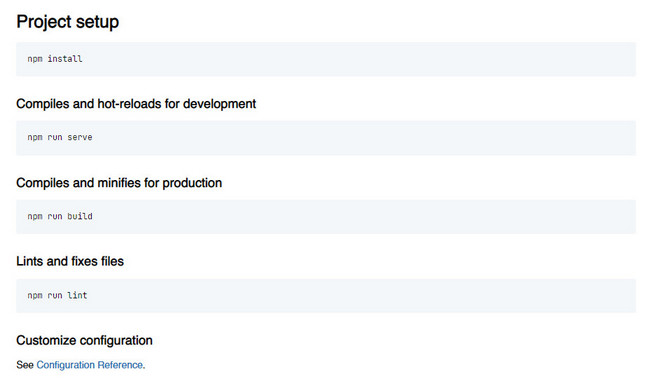 Project setup
npm install
Compiles and hot-reloads for development
npm run serve
Compiles and minifies for production
npm run build
Lints and fixes files
npm run lint
Customize configuration
See Configuration Reference.